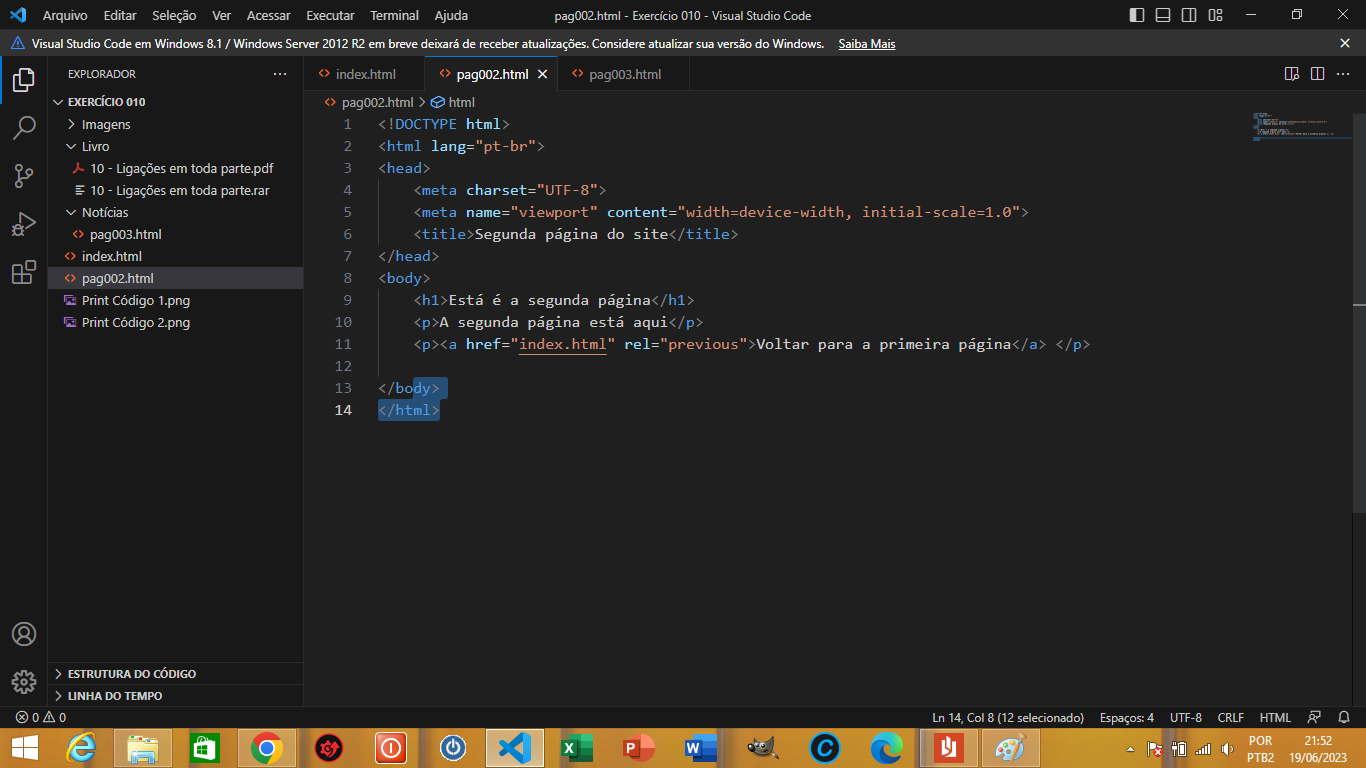 Arquivo Editar Seleção Ver Acessar Executar Terminal Ajuda pag002.html - Exercício 010 - Visual Studio Code
Visual Studio Code em Windows 8.1 / Windows Server 2012 R2 em breve deixará de receber atualizações. Considere atualizar sua versão do Windows. Saiba Mais
EXPLORADOR
EXERCÍCIO 010
Imagens
Livro
10 - Ligações em toda parte.pdf
10 - Ligações em toda parte.rar
Notícias
pag003.html
index.html
pag002.html
Print Código 1.png
Print Código 2.png
ESTRUTURA DO CÓDIGO
LINHA DO TEMPO
index.html pag002.html pag003.html
pag002.html > html
1 <!DOCTYPE html>
2 <html lang="pt-br">
3 <head>
4 <meta charset="UTF-8">
5 <meta name="viewport" content="width=device-width, initial-scale=1.0">
6 <title>Segunda página do site</title>
7 </head>
8 <body>
9 <h1>Está é a segunda página</h1>
10 <p>A segunda página está aqui</p>
11 <p><a href="index.html" rel="previous">Voltar para a primeira página</a> </p>
12
13 </body>
14 </html>
0 0 Ln 14, Col 8 (12 selecionado) Espaços: 4 UTF-8 CRLF HTML
POR 21:52
PTB2 19/06/2023